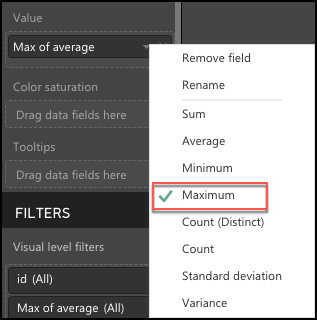 Value
Max of average
Color saturation
Drag data fields here
Tooltips
Drag data fields here
FILTERS
Visual level filters
id (All)
Max of average (All)
Remove field
Rename
Sum
Average
Minimum
Maximum
Count (Distinct)
Count
Standard deviation
Variance